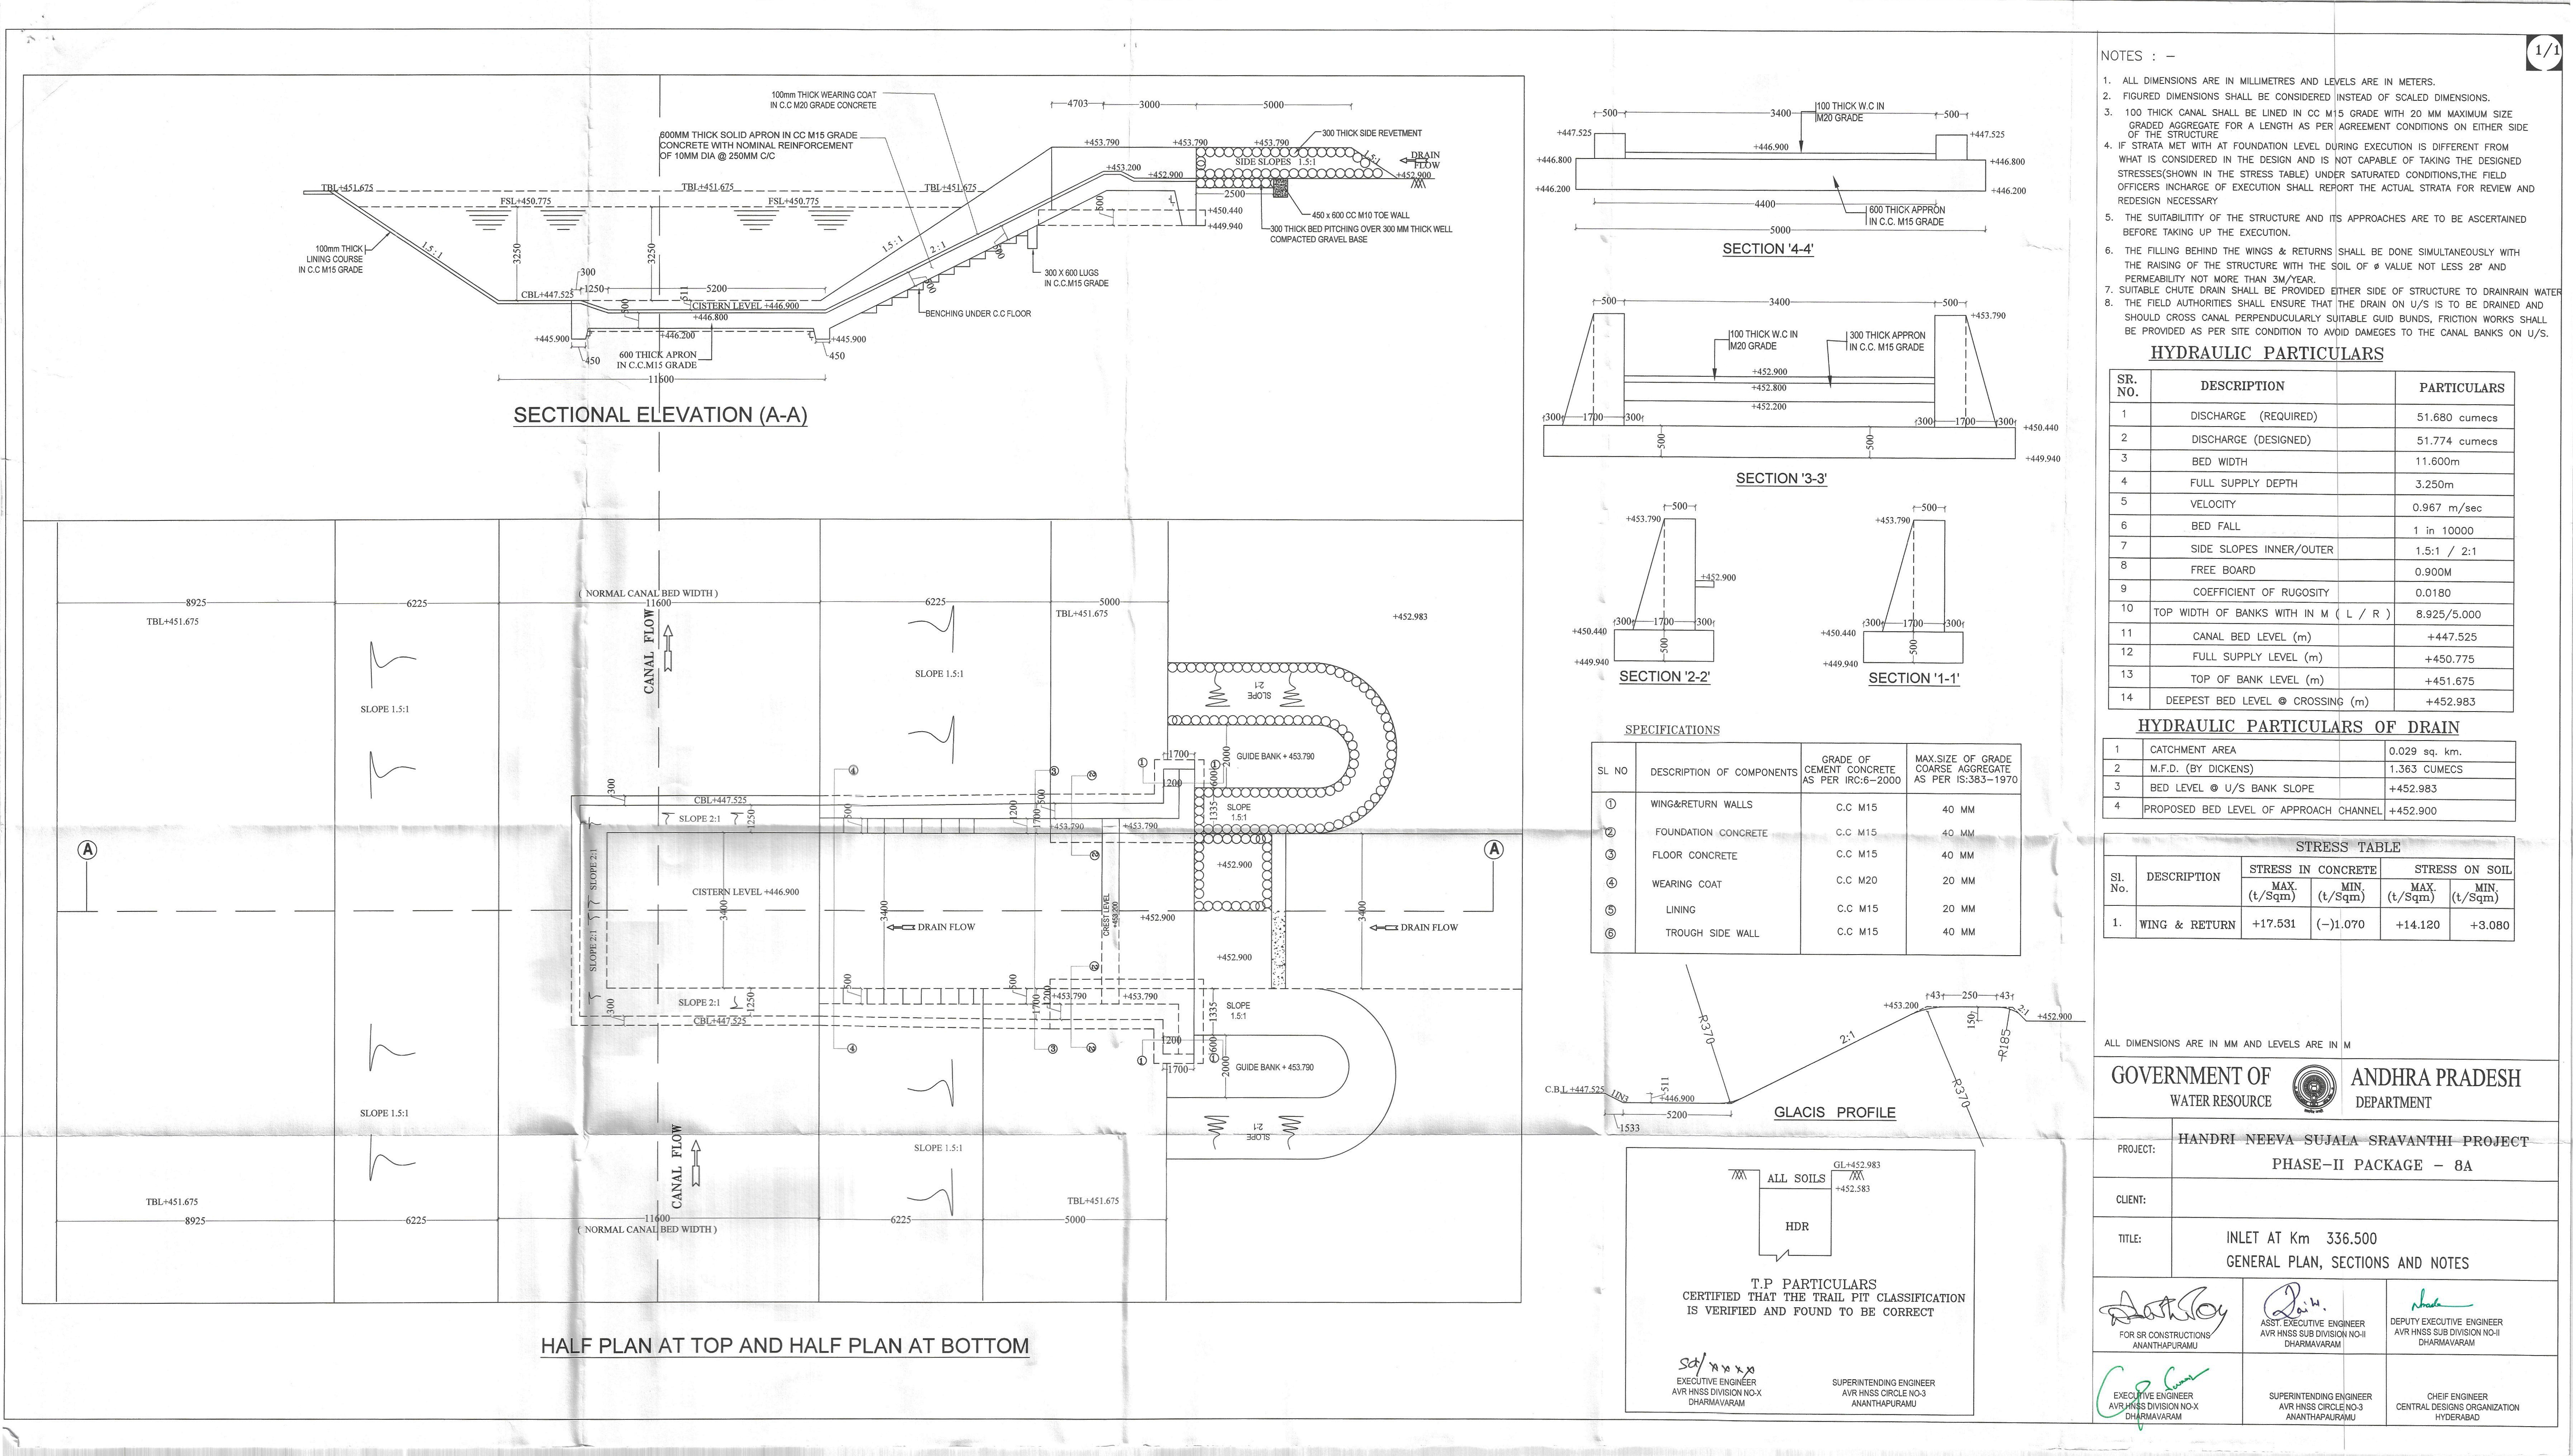 1/1
NOTES : -
1. ALL DIMENSIONS ARE IN MILLIMETRES AND LEVELS ARE IN METERS.
2. FIGURED DIMENSIONS SHALL BE CONSIDERED INSTEAD OF SCALED DIMENSIONS.
3. 100 THICK CANAL SHALL BE LINED IN CC M15 GRADE WITH 20 MM MAXIMUM SIZE
GRADED AGGREGATE FOR A LENGTH AS PER AGREEMENT CONDITIONS ON EITHER SIDE
OF THE STRUCTURE
4. IF STRATA MET WITH AT FOUNDATION LEVEL DURING EXECUTION IS DIFFERENT FROM
WHAT IS CONSIDERED IN THE DESIGN AND IS NOT CAPABLE OF TAKING THE DESIGNED
STRESSES(SHOWN IN THE STRESS TABLE) UNDER SATURATED CONDITIONS,THE FIELD
OFFICERS INCHARGE OF EXECUTION SHALL REPORT THE ACTUAL STRATA FOR REVIEW AND
REDESIGN NECESSARY
5. THE SUITABILITITY OF THE STRUCTURE AND ITS APPROACHES ARE TO BE ASCERTAINED
BEFORE TAKING UP THE EXECUTION.
6. THE FILLING BEHIND THE WINGS & RETURNS SHALL BE DONE SIMULTANEOUSLY WITH
THE RAISING OF THE STRUCTURE WITH THE SOIL OF ø VALUE NOT LESS 28° AND
PERMEABILITY NOT MORE THAN 3M/YEAR.
7. SUITABLE CHUTE DRAIN SHALL BE PROVIDED EITHER SIDE OF STRUCTURE TO DRAINRAIN WATER
8. THE FIELD AUTHORITIES SHALL ENSURE THAT THE DRAIN ON U/S IS TO BE DRAINED AND
SHOULD CROSS CANAL PERPENDUCULARLY SUITABLE GUID BUNDS, FRICTION WORKS SHALL
BE PROVIDED AS PER SITE CONDITION TO AVOID DAMEGES TO THE CANAL BANKS ON U/S.
HYDRAULIC PARTICULARS
SR. NO. DESCRIPTION PARTICULARS
1 DISCHARGE (REQUIRED) 51.680 cumecs
2 DISCHARGE (DESIGNED) 51.774 cumecs
3 BED WIDTH 11.600m
4 FULL SUPPLY DEPTH 3.250m
5 VELOCITY 0.967 m/sec
6 BED FALL 1 in 10000
7 SIDE SLOPES INNER/OUTER 1.5:1 / 2:1
8 FREE BOARD 0.900M
9 COEFFICIENT OF RUGOSITY 0.0180
10 TOP WIDTH OF BANKS WITH IN M ( L / R ) 8.925/5.000
11 CANAL BED LEVEL (m) +447.525
12 FULL SUPPLY LEVEL (m) +450.775
13 TOP OF BANK LEVEL (m) +451.675
14 DEEPEST BED LEVEL @ CROSSING (m) +452.983
HYDRAULIC PARTICULARS OF DRAIN
1 CATCHMENT AREA 0.029 sq. km.
2 M.F.D. (BY DICKENS) 1.363 CUMECS
3 BED LEVEL @ U/S BANK SLOPE +452.983
4 PROPOSED BED LEVEL OF APPROACH CHANNEL +452.900
STRESS TABLE
Sl. No. DESCRIPTION STRESS IN CONCRETE STRESS ON SOIL
MAX. (t/Sqm) MIN. (t/Sqm) MAX. (t/Sqm) MIN. (t/Sqm)
1. WING & RETURN +17.531 (-)1.070 +14.120 +3.080
ALL DIMENSIONS ARE IN MM AND LEVELS ARE IN M
GOVERNMENT OF ANDHRA PRADESH
WATER RESOURCE DEPARTMENT
PROJECT: HANDRI NEEVA SUJALA SRAVANTHI PROJECT
PHASE-II PACKAGE - 8A
CLIENT:
TITLE: INLET AT Km 336.500
GENERAL PLAN, SECTIONS AND NOTES
FOR SR CONSTRUCTIONS
ANANTHAPURAMU
ASST. EXECUTIVE ENGINEER
AVR HNSS SUB DIVISION NO-II
DHARMAVARAM
DEPUTY EXECUTIVE ENGINEER
AVR HNSS SUB DIVISION NO-II
DHARMAVARAM
EXECUTIVE ENGINEER
AVR HNSS DIVISION NO-X
DHARMAVARAM
SUPERINTENDING ENGINEER
AVR HNSS CIRCLE NO-3
ANANTHAPAURAMU
CHEIF ENGINEER
CENTRAL DESIGNS ORGANIZATION
HYDERABAD
100mm THICK WEARING COAT
IN C.C M20 GRADE CONCRETE
600MM THICK SOLID APRON IN CC M15 GRADE
CONCRETE WITH NOMINAL REINFORCEMENT
OF 10MM DIA @ 250MM C/C
4703 3000 5000
300 THICK SIDE REVETMENT
+453.790 +453.790 +453.790
SIDE SLOPES 1.5:1
1.5:1
DRAIN
FLOW
+453.200
+452.900
+452.900
2500
TBL+451.675 TBL+451.675 TBL+451.675
FSL+450.775 FSL+450.775
500
+450.440
+449.940
450 x 600 CC M10 TOE WALL
300 THICK BED PITCHING OVER 300 MM THICK WELL
COMPACTED GRAVEL BASE
100mm THICK
LINING COURSE
IN C.C M15 GRADE
1.5:1
3250 3250
1.5:1
2:1
300
1250 5200
300 X 600 LUGS
IN C.C.M15 GRADE
CBL+447.525
511
CISTERN LEVEL +446.900
+446.800
BENCHING UNDER C.C FLOOR
+445.900 +446.200 +445.900
450
600 THICK APRON
IN C.C.M15 GRADE
450
11600
SECTIONAL ELEVATION (A-A)
500 3400 500
100 THICK W.C IN
M20 GRADE
+447.525 +447.525
+446.900
+446.800 +446.800
+446.200 +446.200
4400
600 THICK APPRON
IN C.C. M15 GRADE
5000
SECTION '4-4'
500 3400 500
+453.790
100 THICK W.C IN
M20 GRADE
300 THICK APPRON
IN C.C. M15 GRADE
+452.900
+452.800
+452.200
300 1700 300 300 1700 300
+450.440
500 500
+449.940
SECTION '3-3'
500
+453.790
+452.900
300 1700 300
+450.440
500
+449.940
SECTION '2-2'
500
+453.790
300 1700 300
+450.440
500
+449.940
SECTION '1-1'
SPECIFICATIONS
SL NO DESCRIPTION OF COMPONENTS GRADE OF CEMENT CONCRETE AS PER IRC:6-2000 MAX.SIZE OF GRADE COARSE AGGREGATE AS PER IS:383-1970
1 WING&RETURN WALLS C.C M15 40 MM
2 FOUNDATION CONCRETE C.C M15 40 MM
3 FLOOR CONCRETE C.C M15 40 MM
4 WEARING COAT C.C M20 20 MM
5 LINING C.C M15 20 MM
6 TROUGH SIDE WALL C.C M15 40 MM
43 250 43
+453.200
2:1
+452.900
150
R370
R185
2:1
R370
C.B.L +447.525
511
+446.900
5200
1533
GLACIS PROFILE
GL+452.983
ALL SOILS
+452.583
HDR
T.P PARTICULARS
CERTIFIED THAT THE TRAIL PIT CLASSIFICATION
IS VERIFIED AND FOUND TO BE CORRECT
Sd/ xxxx
EXECUTIVE ENGINEER
AVR HNSS DIVISION NO-X
DHARMAVARAM
SUPERINTENDING ENGINEER
AVR HNSS CIRCLE NO-3
ANANTHAPURAMU
( NORMAL CANAL BED WIDTH )
8925 6225 11600 6225 5000
TBL+451.675 TBL+451.675 +452.983
CANAL FLOW
SLOPE 1.5:1
SLOPE 1.5:1
SLOPE 2:1
GUIDE BANK + 453.790
1700 2000
1200 600
300
CBL+447.525
SLOPE 2:1 1250
500 1200 1700 500
+453.790 +453.790
1335
SLOPE
1.5:1
A A
SLOPE 2:1
CISTERN LEVEL +446.900
3400 3400 3400
+452.900
CREST LEVEL
+453.200
+452.900
DRAIN FLOW DRAIN FLOW
SLOPE 2:1
+452.900
SLOPE 2:1 1250
300
CBL+447.525
500 500 1700 1200
+453.790 +453.790
1335
SLOPE
1.5:1
1200 600
1700 2000
GUIDE BANK + 453.790
SLOPE 2:1
SLOPE 1.5:1
CANAL FLOW
SLOPE 1.5:1
TBL+451.675 TBL+451.675
8925 6225 11600 6225 5000
( NORMAL CANAL BED WIDTH )
HALF PLAN AT TOP AND HALF PLAN AT BOTTOM